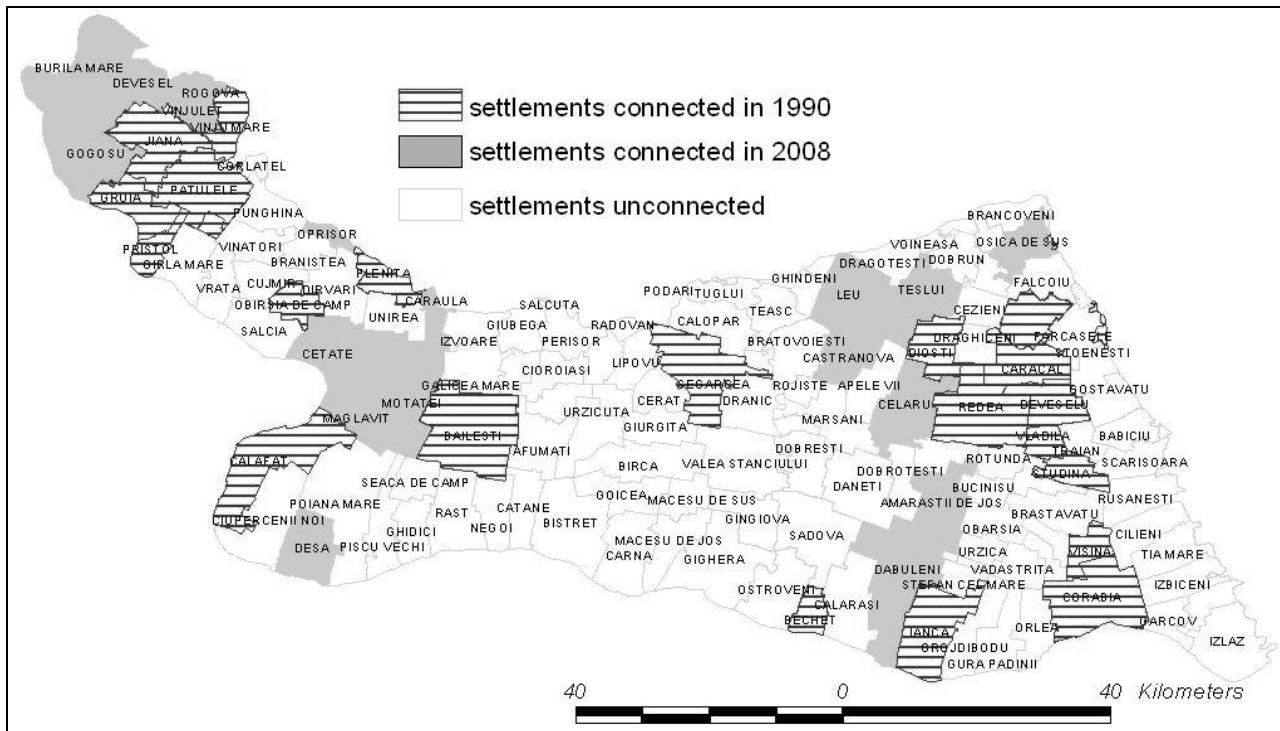 BURILA MARE
DEVESEL
ROGOVA
VINJULET
VINJU MARE
JIANA
GOGOSU
CORLATEL
PATULELE
GRUIA
PUNGHINA
OPRISOR
PRISTOL
GIRLA MARE
VINATORI
BRANISTEA
PLENITA
CUJMIR
DIRVARI
VRATA
OBIRSIA DE CAMP
CARAULA
SALCIA
UNIREA
CETATE
settlements connected in 1990
settlements connected in 2008
settlements unconnected
BRANCOVENI
VOINEASA
OSICA DE SUS
DRAGOTESTI
DOBRUN
GHINDENI
LEU
TESLUI
FALCOIU
PODARI
TUGLUI
SALCUTA
TEASC
CEZIENI
GIUBEGA
RADOVAN
CALOPAR
IZVOARE
PERISOR
BRATOVOIESTI
DRAGHICENI
FARCASELE
DIOSTI
STOENESTI
CASTRANOVA
LIPOVU
CIOROIASI
CARACAL
GALICEA MARE
SEGARCEA
ROJISTE
APELE VII
GOSTAVATU
MOTATEI
CERAT
DRANIC
CELARU
REDEA
DEVESELU
MAGLAVIT
URZICUTA
MARSANI
GIURGITA
BAILESTI
VLADILA
BABICIU
AFUMATI
DOBRESTI
TRAIAN
CALAFAT
BIRCA
VALEA STANCIULUI
DOBROTESTI
ROTUNDA
SCARISOARA
STUDINA
SEACA DE CAMP
DANETI
BUCINISU
POIANA MARE
GOICEA
MACESU DE SUS
AMARASTII DE JOS
RUSANESTI
CIUPERCENII NOI
RAST
CATANE
BRASTAVATU
GHIDICI
NEGOI
BISTRET
GINGIOVA
SADOVA
OBARSIA
CILIENI
DESA
PISCU VECHI
MACESU DE JOS
CARNA
GIGHERA
URZICA
VISINA
TIA MARE
DABULENI
VADASTRITA
STEFAN CEL MARE
IZBICENI
OSTROVENI
CORABIA
CALARASI
BECHET
GARCOV
IANCA
ORLEA
IZLAZ
GROJDIBODU
GURA PADINII
40 0 40 Kilometers